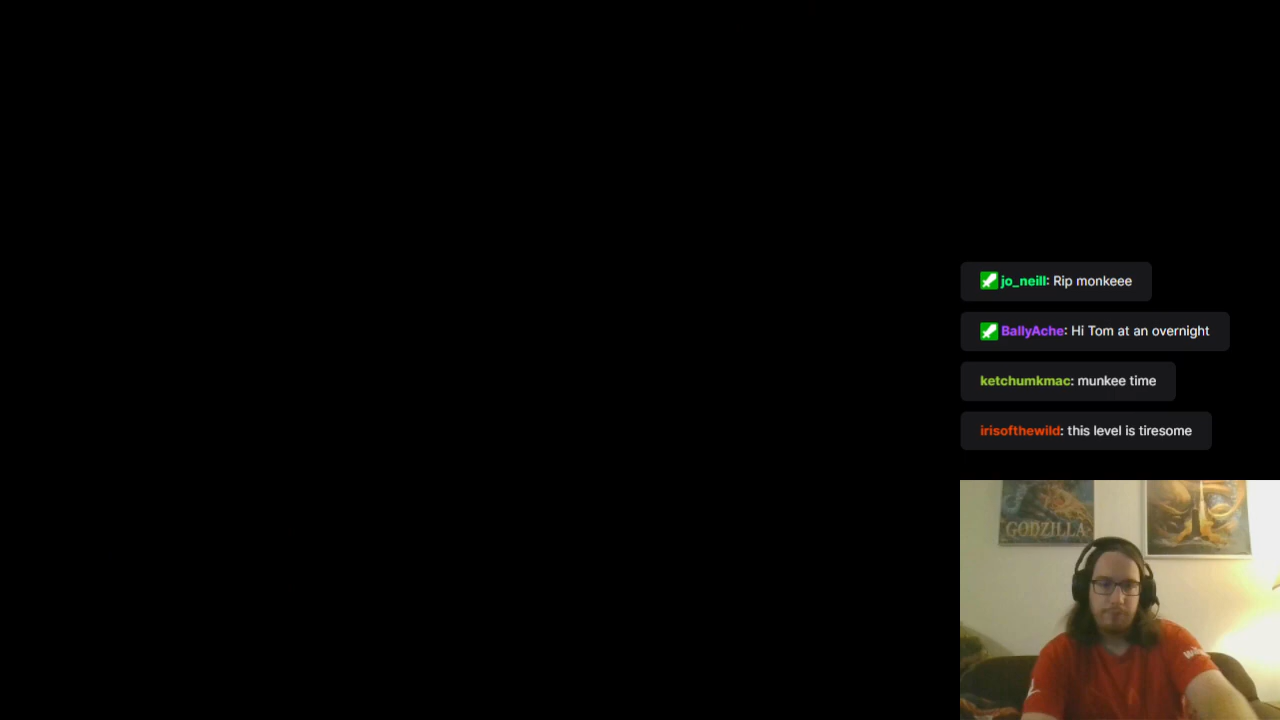 jo_neill: Rip monkeee
BallyAche: Hi Tom at an overnight
ketchumkmac: munkee time
irisofthewild: this level is tiresome
GODZILLA